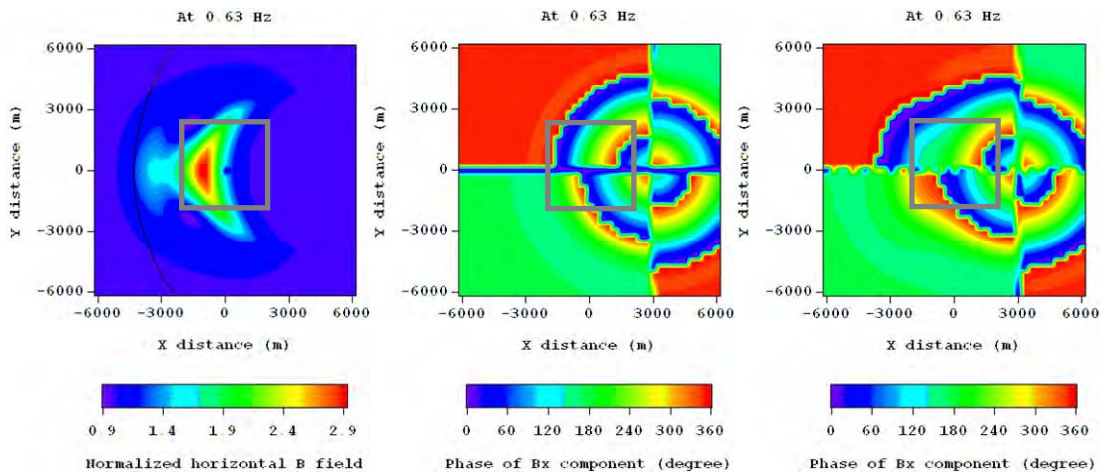 At 0.63 Hz
At 0.63 Hz
At 0.63 Hz
Y distance (m)
6000
3000
0
-3000
-6000
-6000 -3000 0 3000 6000
X distance (m)
Y distance (m)
6000
3000
0
-3000
-6000
-6000 -3000 0 3000 6000
X distance (m)
Y distance (m)
6000
3000
0
-3000
-6000
-6000 -3000 0 3000 6000
X distance (m)
0.9 1.4 1.9 2.4 2.9
Normalized horizontal B field
0 60 120 180 240 300 360
Phase of Bx component (degree)
0 60 120 180 240 300 360
Phase of Bx component (degree)